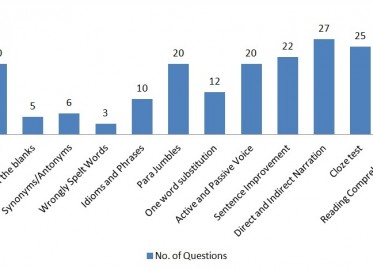 0
5
6
3
10
20
12
20
22
27
25
the blanks
Synonyms/Antonyms
Wrongly Spelt Words
Idioms and Phrases
Para Jumbles
One word substitution
Active and Passive Voice
Sentence Improvement
Direct and Indirect Narration
Cloze test
Reading Compre
No. of Questions